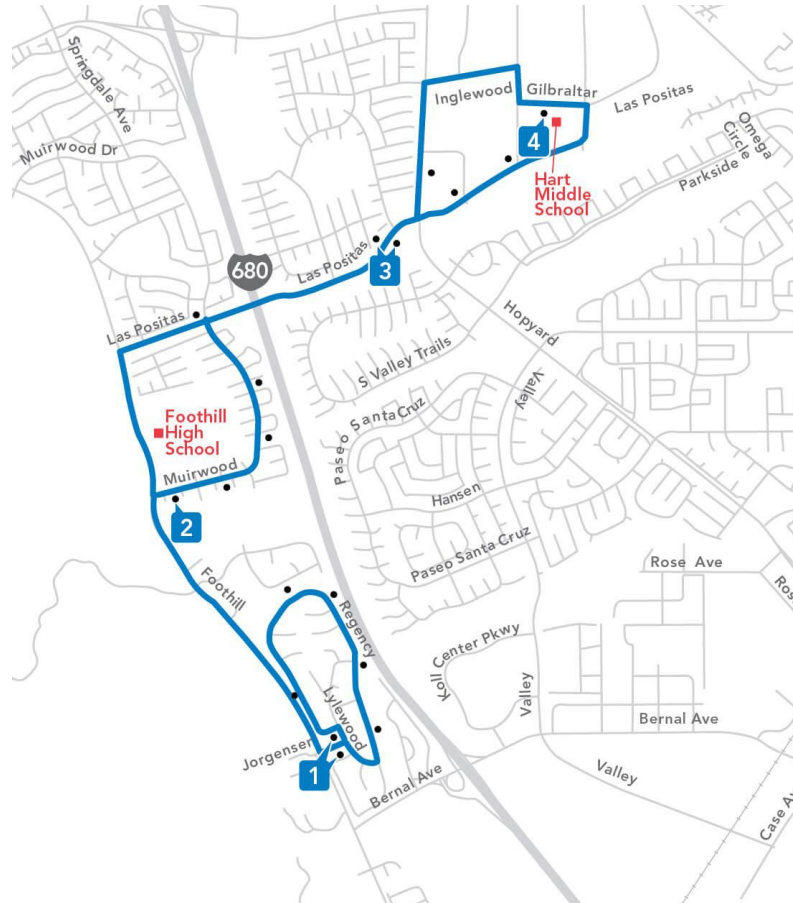 Springdale Ave
Muirwood Dr
Inglewood
Gilbraltar
Las Positas
Omega
Circle
Parkside
4
Hart
Middle
School
3
Las Positas
680
Las Positas
Hopyard
S Valley Trails
Valley
Paseo Santa Cruz
Foothill
High
School
Muirwood
Hansen
2
Paseo Santa Cruz
Rose Ave
Ros
Foothill
Regency
Koll Center Pkwy
Valley
Lylewood
Bernal Ave
Jorgensen
1
Bernal Ave
Valley
Case Av